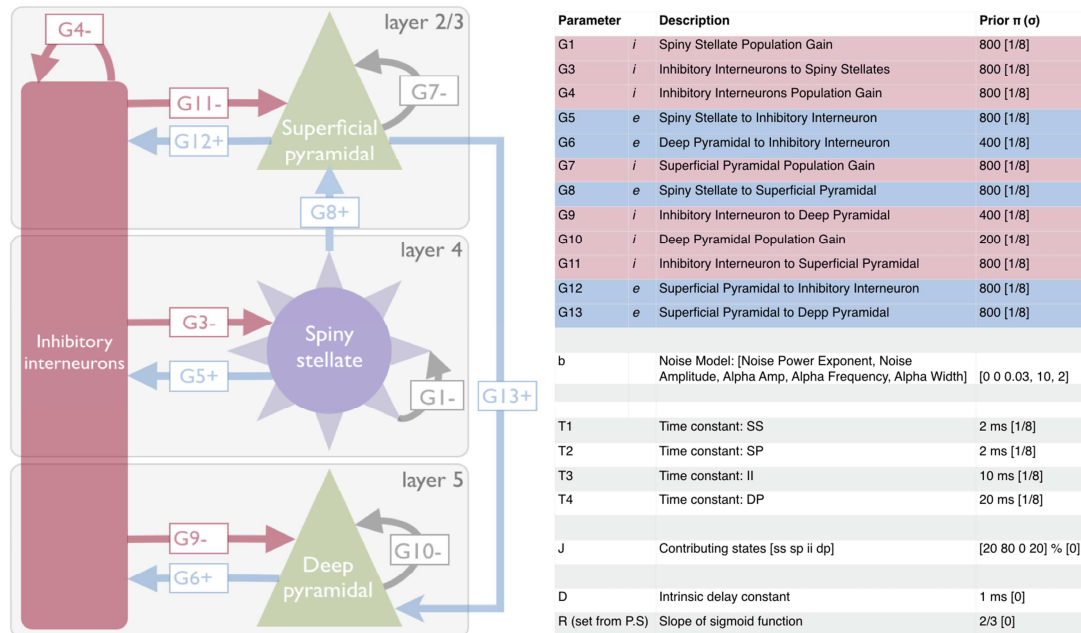 layer 2/3
G4-
G11-
G12+
G7-
Superficial
pyramidal
G8+
layer 4
G3-
Spiny
stellate
Inhibitory
interneurons
G5+
G1-
G13+
layer 5
G9-
G6+
G10-
Deep
pyramidal
Parameter Description Prior π (σ)
G1 i Spiny Stellate Population Gain 800 [1/8]
G3 i Inhibitory Interneurons to Spiny Stellates 800 [1/8]
G4 i Inhibitory Interneurons Population Gain 800 [1/8]
G5 e Spiny Stellate to Inhibitory Interneuron 800 [1/8]
G6 e Deep Pyramidal to Inhibitory Interneuron 400 [1/8]
G7 i Superficial Pyramidal Population Gain 800 [1/8]
G8 e Spiny Stellate to Superficial Pyramidal 800 [1/8]
G9 i Inhibitory Interneuron to Deep Pyramidal 400 [1/8]
G10 i Deep Pyramidal Population Gain 200 [1/8]
G11 i Inhibitory Interneuron to Superficial Pyramidal 800 [1/8]
G12 e Superficial Pyramidal to Inhibitory Interneuron 800 [1/8]
G13 e Superficial Pyramidal to Depp Pyramidal 800 [1/8]
b Noise Model: [Noise Power Exponent, Noise
Amplitude, Alpha Amp, Alpha Frequency, Alpha Width] [0 0 0.03, 10, 2]
T1 Time constant: SS 2 ms [1/8]
T2 Time constant: SP 2 ms [1/8]
T3 Time constant: II 10 ms [1/8]
T4 Time constant: DP 20 ms [1/8]
J Contributing states [ss sp ii dp] [20 80 0 20] % [0]
D Intrinsic delay constant 1 ms [0]
R (set from P.S) Slope of sigmoid function 2/3 [0]